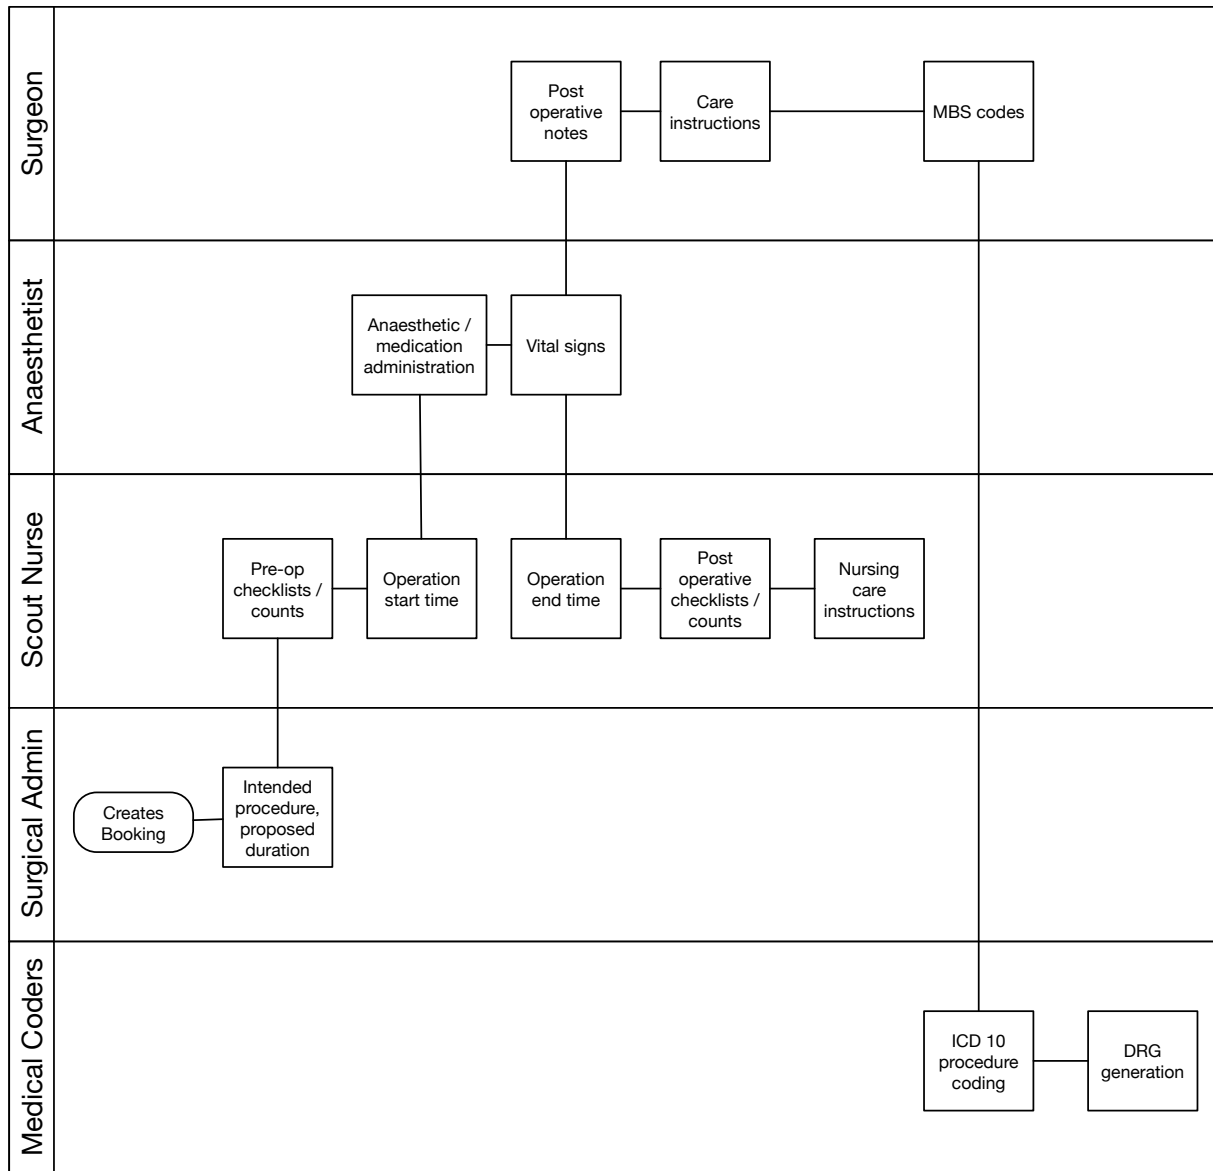 Surgeon
Post
operative
notes
Care
instructions
MBS codes
Anaesthetist
Anaesthetic /
medication
administration
Vital signs
Scout Nurse
Pre-op
checklists /
counts
Operation
start time
Operation
end time
Post
operative
checklists /
counts
Nursing
care
instructions
Surgical Admin
Creates
Booking
Intended
procedure,
proposed
duration
Medical Coders
ICD 10
procedure
coding
DRG
generation